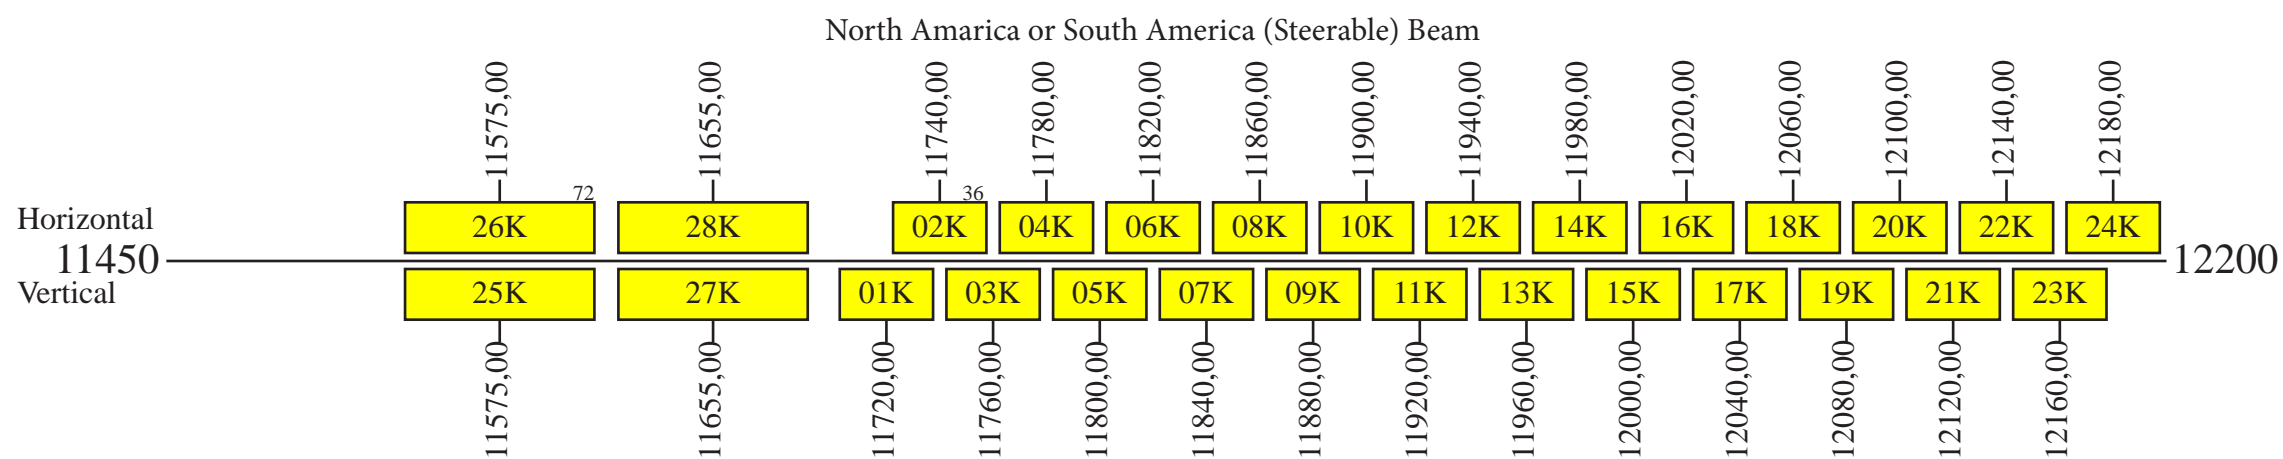 North Amarica or South America (Steerable) Beam
11575,00 11655,00 11740,00 11780,00 11820,00 11860,00 11900,00 11940,00 11980,00 12020,00 12060,00 12100,00 12140,00 12180,00
72 36
Horizontal 26K 28K 02K 04K 06K 08K 10K 12K 14K 16K 18K 20K 22K 24K
11450 12200
Vertical 25K 27K 01K 03K 05K 07K 09K 11K 13K 15K 17K 19K 21K 23K
11575,00 11655,00 11720,00 11760,00 11800,00 11840,00 11880,00 11920,00 11960,00 12000,00 12040,00 12080,00 12120,00 12160,00